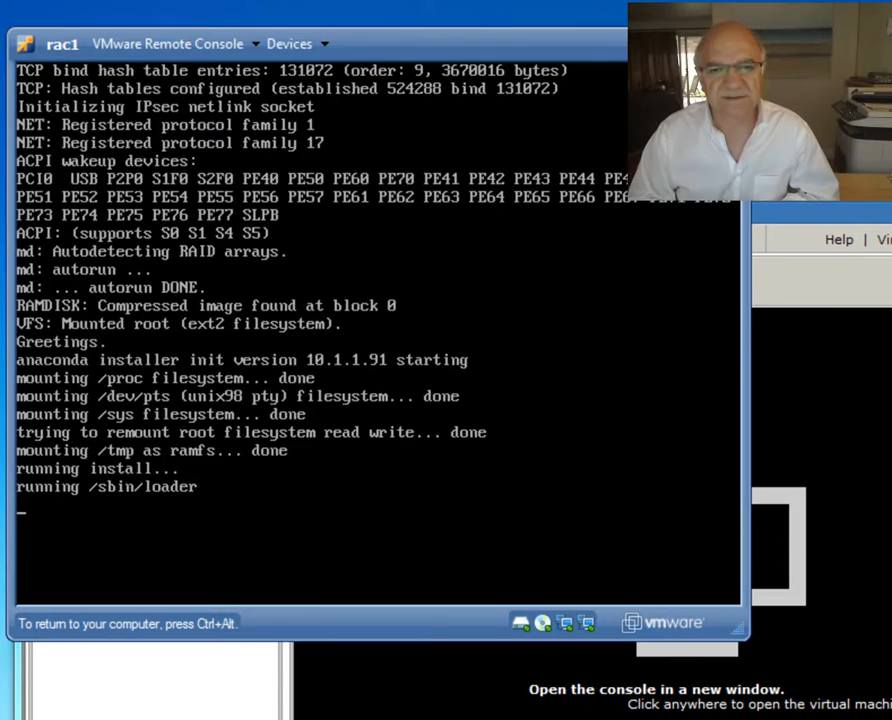 rac1 VMware Remote Console Devices
TCP bind hash table entries: 131072 (order: 9, 3670016 bytes)
TCP: Hash tables configured (established 524288 bind 131072)
Initializing IPsec netlink socket
NET: Registered protocol family 1
NET: Registered protocol family 17
ACPI wakeup devices:
PCI0 USB P2P0 S1F0 S2F0 PE40 PE50 PE60 PE70 PE41 PE42 PE43 PE44
PE51 PE52 PE53 PE54 PE55 PE56 PE57 PE61 PE62 PE63 PE64 PE65 PE66
PE73 PE74 PE75 PE76 PE77 SLPB
ACPI: (supports S0 S1 S4 S5)
md: Autodetecting RAID arrays.
md: autorun ...
md: ... autorun DONE.
RAMDISK: Compressed image found at block 0
VFS: Mounted root (ext2 filesystem).
Greetings.
anaconda installer init version 10.1.1.91 starting
mounting /proc filesystem... done
mounting /dev/pts (unix98 pty) filesystem... done
mounting /sys filesystem... done
trying to remount root filesystem read write... done
mounting /tmp as ramfs... done
running install...
running /sbin/loader
_
To return to your computer, press Ctrl+Alt.
vmware
Help | Vi
Open the console in a new window.
Click anywhere to open the virtual machi